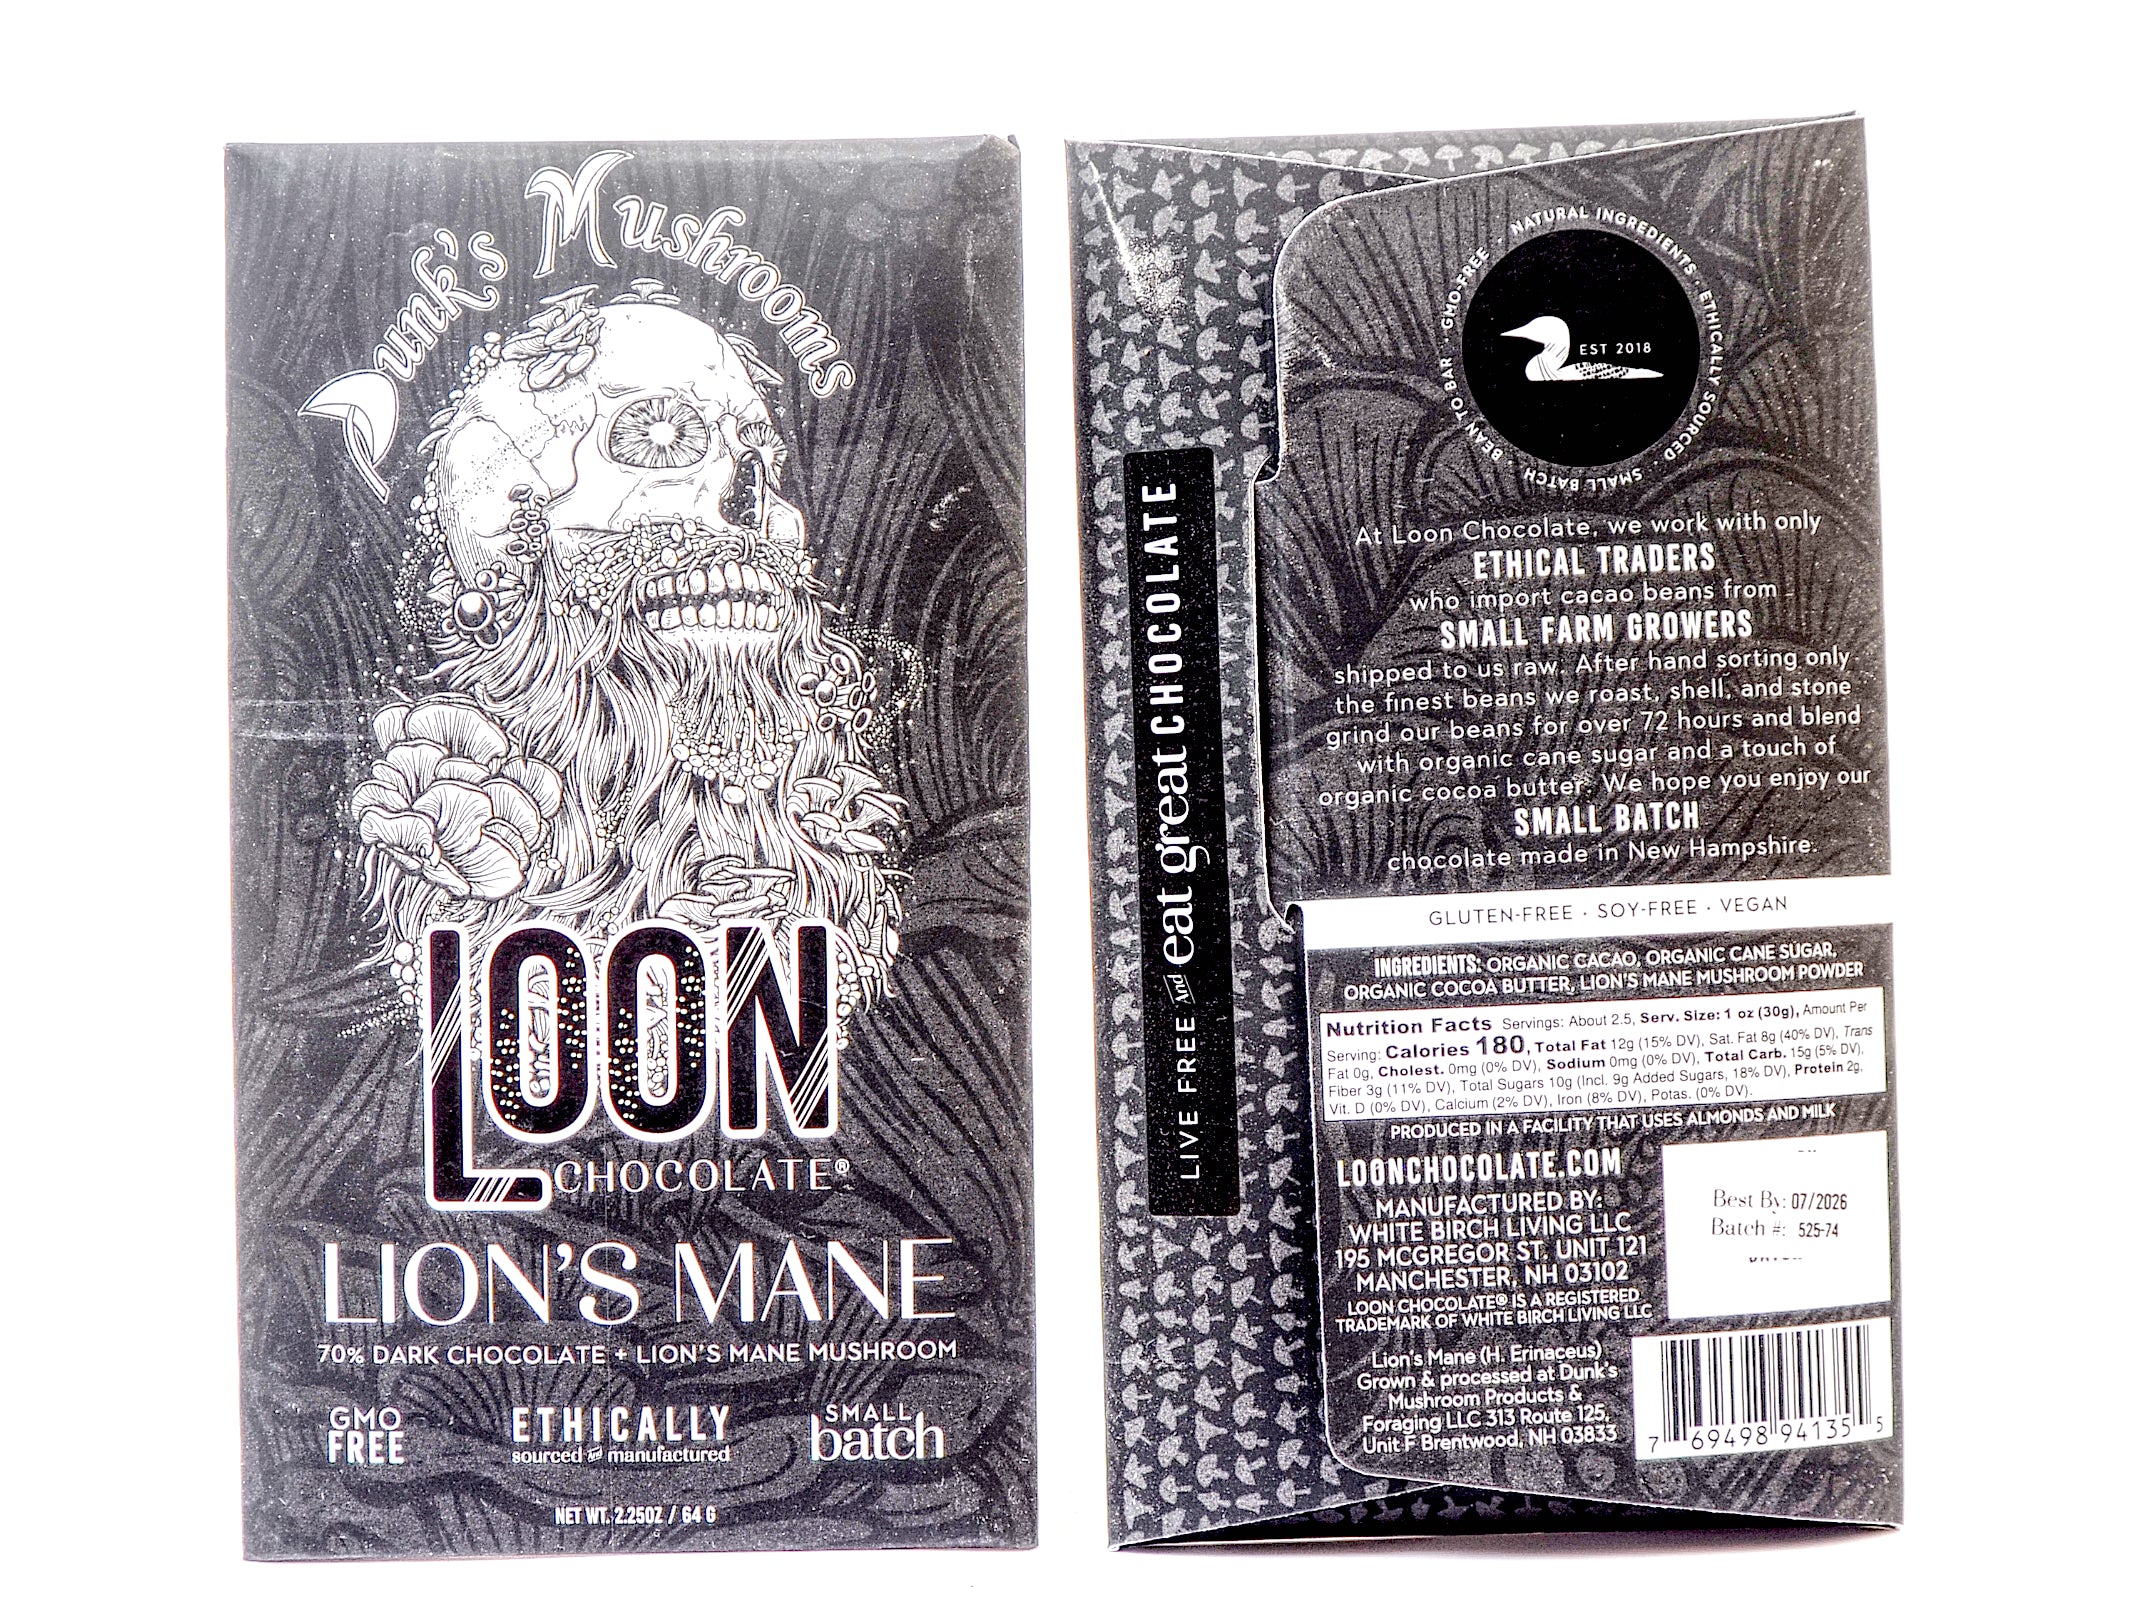 Dunk's Mushrooms
LOON
CHOCOLATE®
LION'S MANE
70% DARK CHOCOLATE + LION'S MANE MUSHROOM
GMO
FREE
ETHICALLY
sourced and manufactured
SMALL
batch
NET WT. 2.25OZ / 64 G
LIVE FREE And eat great CHOCOLATE
NATURAL INGREDIENTS · ETHICALLY SOURCED · SMALL BATCH · BEAN TO BAR · GMO-FREE ·
EST 2018
At Loon Chocolate, we work with only
ETHICAL TRADERS
who import cacao beans from
SMALL FARM GROWERS
shipped to us raw. After hand sorting only
the finest beans we roast, shell, and stone
grind our beans for over 72 hours and blend
with organic cane sugar and a touch of
organic cocoa butter. We hope you enjoy our
SMALL BATCH
chocolate made in New Hampshire.
GLUTEN-FREE · SOY-FREE · VEGAN
INGREDIENTS: ORGANIC CACAO, ORGANIC CANE SUGAR,
ORGANIC COCOA BUTTER, LION'S MANE MUSHROOM POWDER
Nutrition Facts Servings: About 2.5, Serv. Size: 1 oz (30g), Amount Per
Serving: Calories 180, Total Fat 12g (15% DV), Sat. Fat 8g (40% DV), Trans
Fat 0g, Cholest. 0mg (0% DV), Sodium 0mg (0% DV), Total Carb. 15g (5% DV),
Fiber 3g (11% DV), Total Sugars 10g (Incl. 9g Added Sugars, 18% DV), Protein 2g,
Vit. D (0% DV), Calcium (2% DV), Iron (8% DV), Potas. (0% DV).
PRODUCED IN A FACILITY THAT USES ALMONDS AND MILK
LOONCHOCOLATE.COM
MANUFACTURED BY:
WHITE BIRCH LIVING LLC
195 MCGREGOR ST. UNIT 121
MANCHESTER, NH 03102
LOON CHOCOLATE® IS A REGISTERED
TRADEMARK OF WHITE BIRCH LIVING LLC
Best By: 07/2026
Batch #: 525-74
Lion's Mane (H. Erinaceus)
Grown & processed at Dunk's
Mushroom Products &
Foraging LLC 313 Route 125,
Unit F Brentwood, NH 03833
7 69498 94135 5